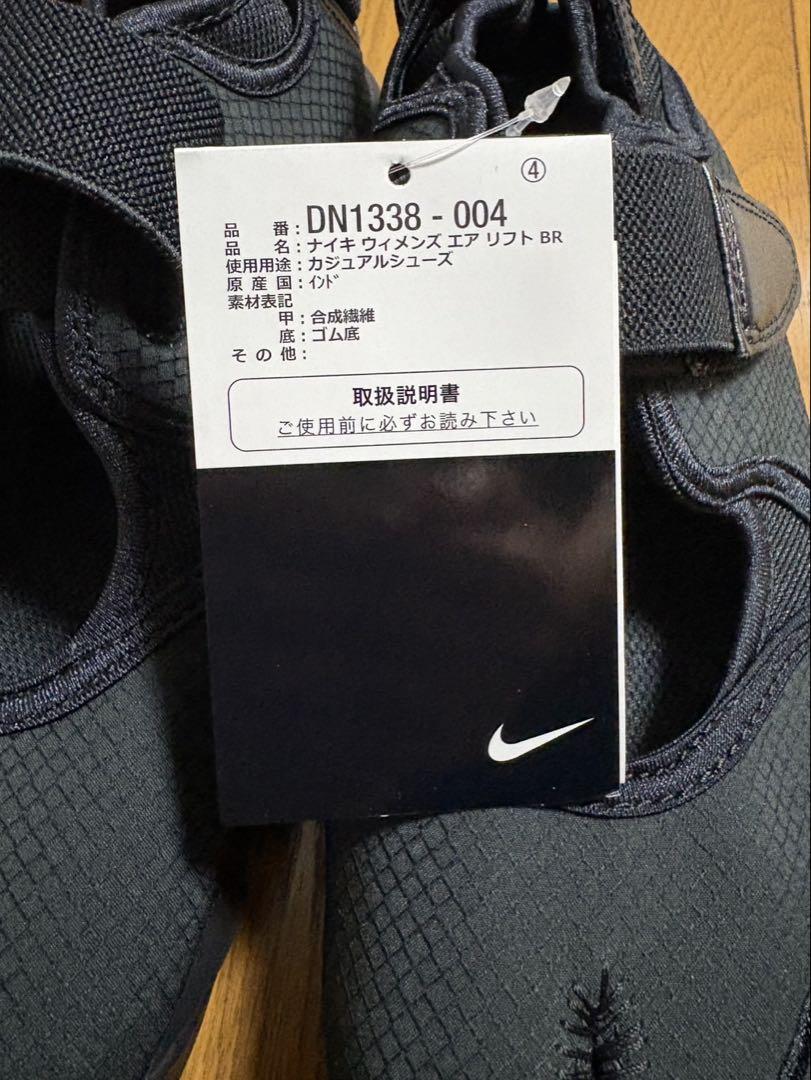 ④
品番：DN1338 - 004
品名：ナイキ ウィメンズ エア リフト BR
使用用途：カジュアルシューズ
原産国：ｲﾝﾄﾞ
素材表記
甲：合成繊維
底：ゴム底
その他：
取扱説明書
ご使用前に必ずお読み下さい